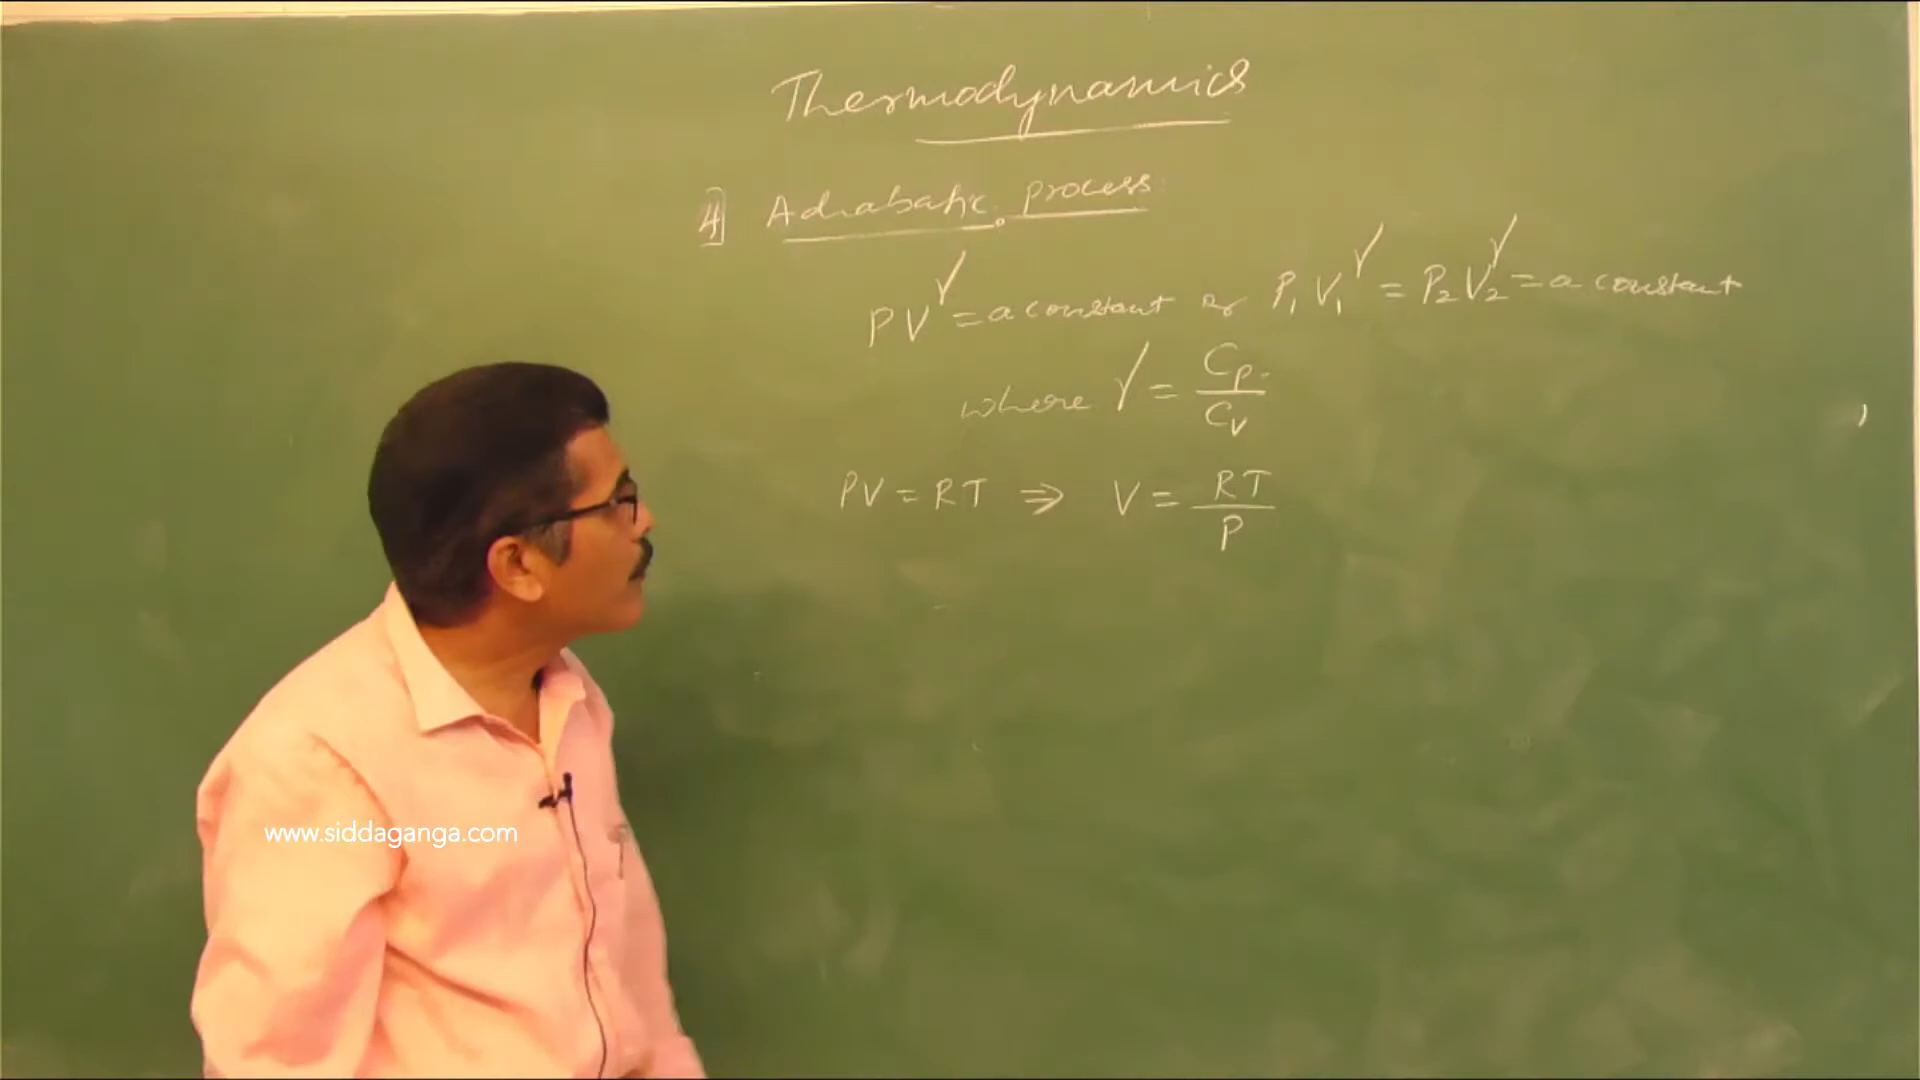 Thermodynamics
4] Adiabatic process
PV^γ = a constant or P₁V₁^γ = P₂V₂^γ = a constant
where γ = Cp/Cv
PV = RT ⇒ V = RT/P
www.siddaganga.com